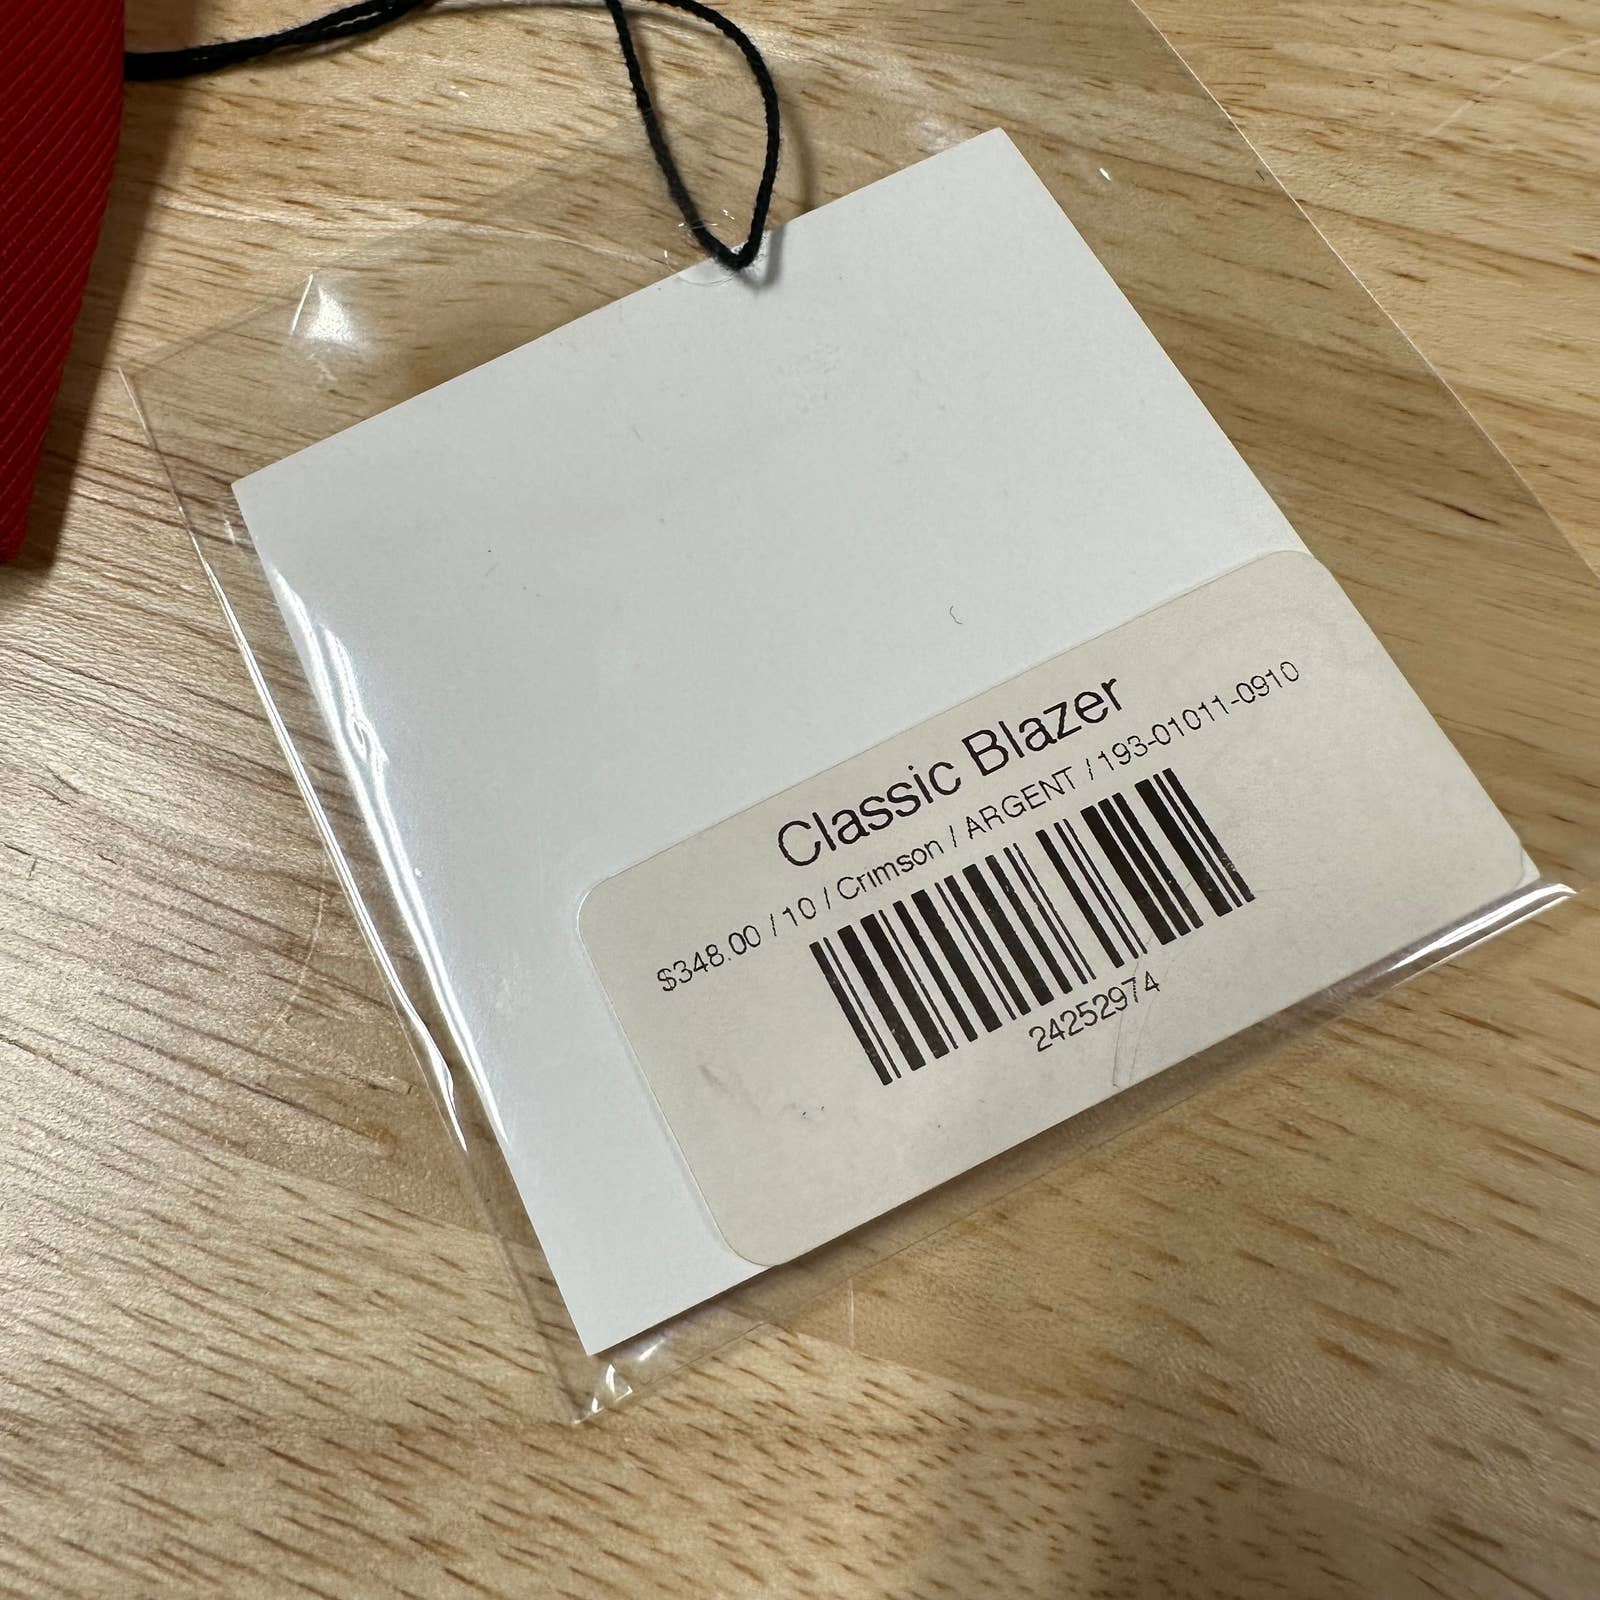 Classic Blazer
$348.00 / 10 / Crimson / ARGENT / 193-01011-0910
24252974